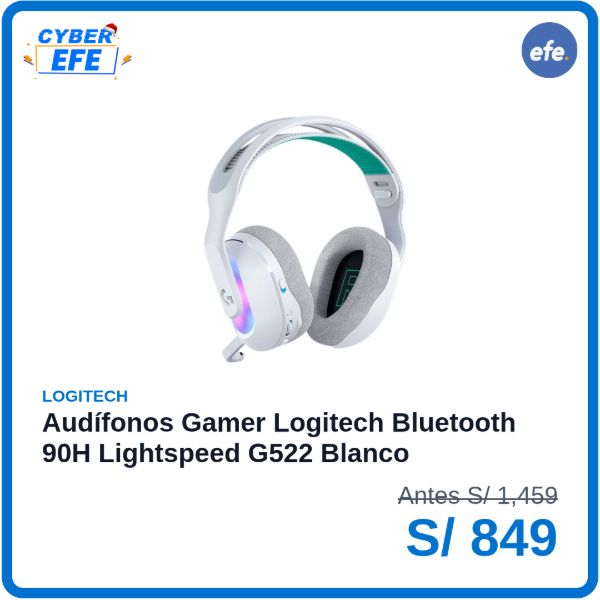 CYBER
EFE
efe.
LOGITECH
Audífonos Gamer Logitech Bluetooth
90H Lightspeed G522 Blanco
Antes S/ 1,459
S/ 849